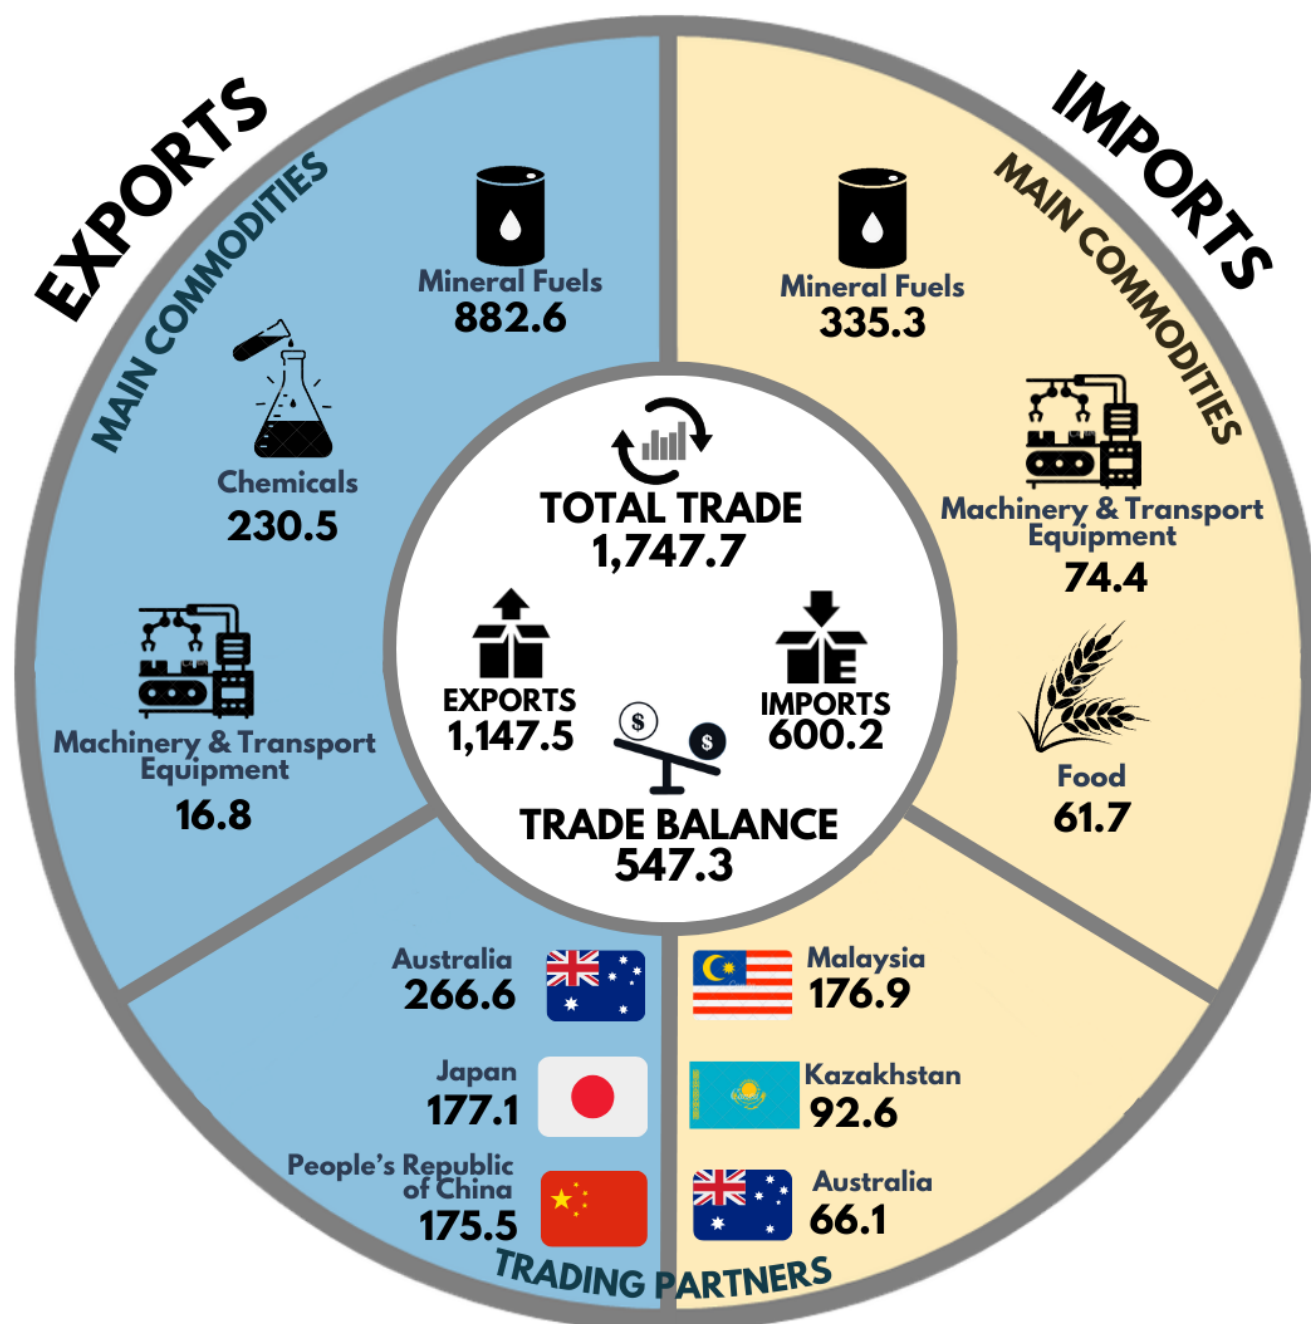 EXPORTS
MAIN COMMODITIES
Mineral Fuels
882.6
Chemicals
230.5
Machinery & Transport
Equipment
16.8
IMPORTS
MAIN COMMODITIES
Mineral Fuels
335.3
Machinery & Transport
Equipment
74.4
Food
61.7
TOTAL TRADE
1,747.7
EXPORTS
1,147.5
IMPORTS
600.2
$
$
TRADE BALANCE
547.3
Australia
266.6
Japan
177.1
People's Republic
of China
175.5
Malaysia
176.9
Kazakhstan
92.6
Australia
66.1
TRADING PARTNERS